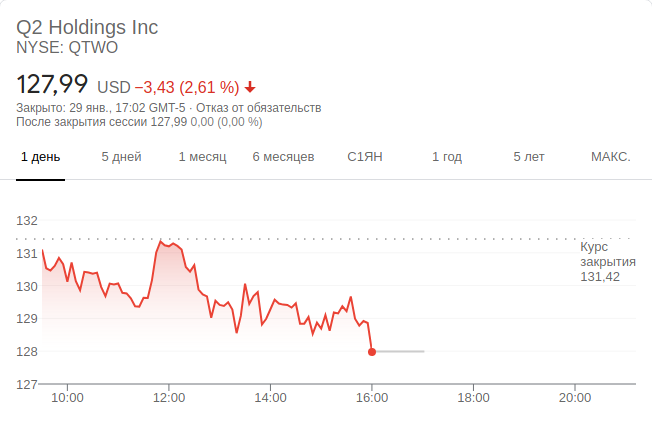 Q2 Holdings Inc
NYSE: QTWO
127,99 USD −3,43 (2,61 %)
Закрыто: 29 янв., 17:02 GMT-5 · Отказ от обязательств
После закрытия сессии 127,99 0,00 (0,00 %)
1 день 5 дней 1 месяц 6 месяцев С1ЯН 1 год 5 лет МАКС.
132
131
130
129
128
127
Курс
закрытия
131,42
10:00 12:00 14:00 16:00 18:00 20:00